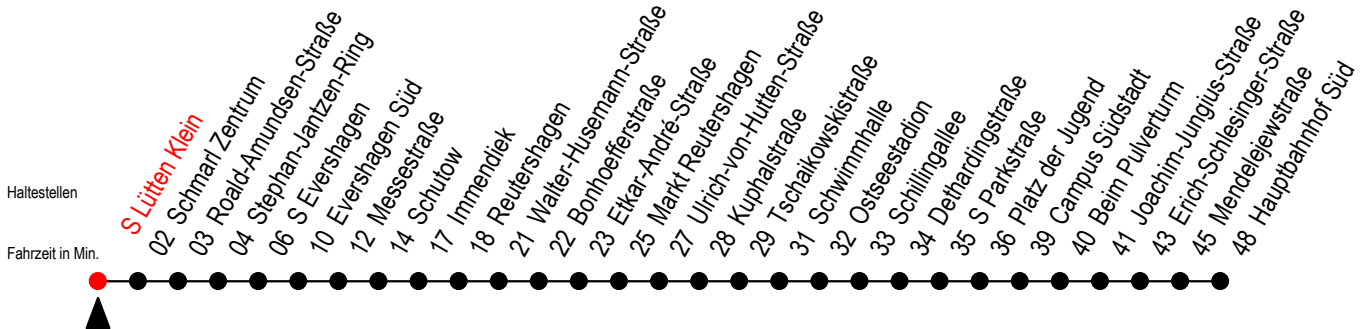 Haltestellen
Fahrzeit in Min.
S Lütten Klein
02 Schmarl Zentrum
03 Roald-Amundsen-Straße
04 Stephan-Jantzen-Ring
06 S Evershagen
10 Evershagen Süd
12 Messestraße
14 Schutow
17 Immendiek
18 Reutershagen
21 Walter-Husemann-Straße
22 Bonhoefferstraße
23 Etkar-André-Straße
25 Markt Reutershagen
27 Ulrich-von-Hutten-Straße
28 Kuphalstraße
29 Tschaikowskistraße
31 Schwimmhalle
32 Ostseestadion
33 Schillingallee
34 Dethardingstraße
35 S Parkstraße
36 Platz der Jugend
39 Campus Südstadt
40 Beim Pulverturm
41 Joachim-Jungius-Straße
43 Erich-Schlesinger-Straße
45 Mendelejewstraße
48 Hauptbahnhof Süd